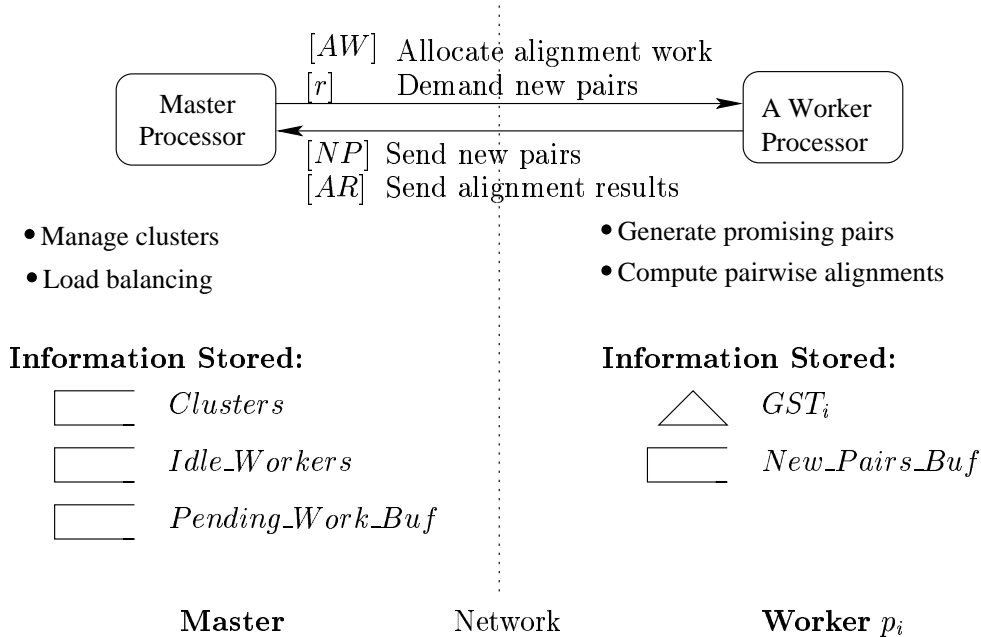 [AW] Allocate alignment work
[r] Demand new pairs
Master
Processor
A Worker
Processor
[NP] Send new pairs
[AR] Send alignment results
• Manage clusters
• Load balancing
• Generate promising pairs
• Compute pairwise alignments
Information Stored:
Clusters
Idle_Workers
Pending_Work_Buf
Information Stored:
GST_i
New_Pairs_Buf
Master
Network
Worker p_i